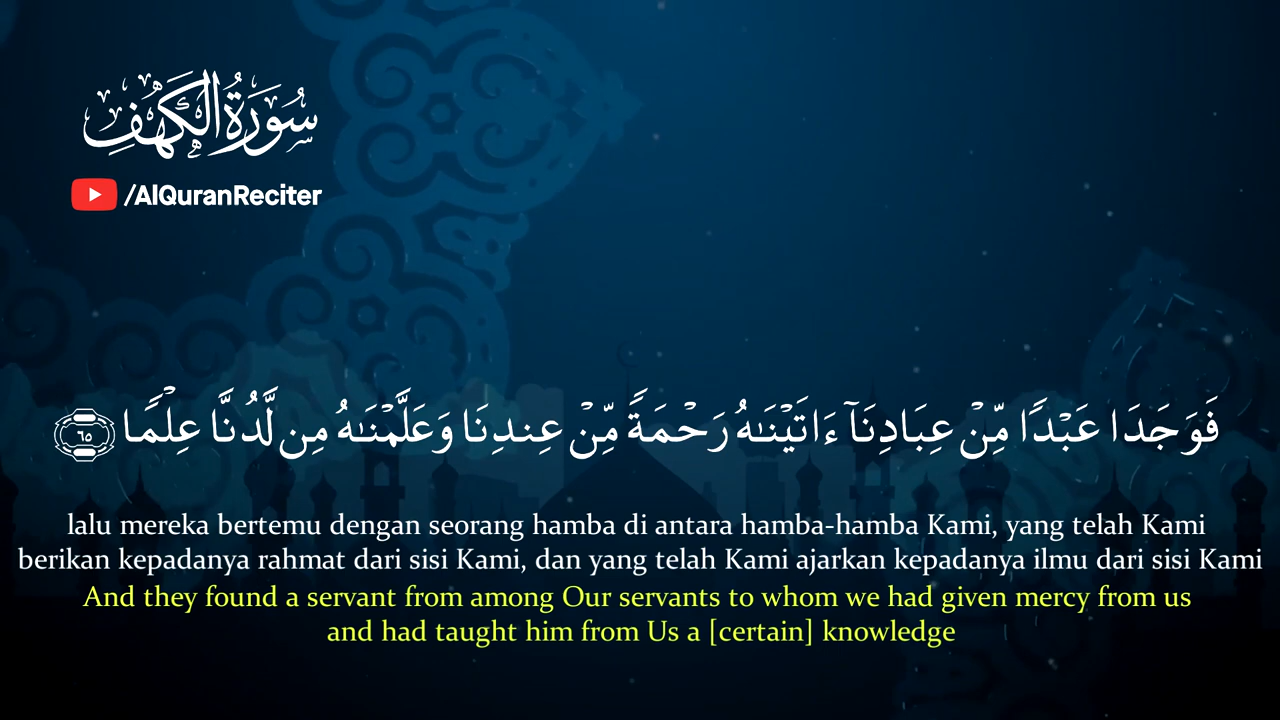 سُورَةُ الكَهْفِ
/AlQuranReciter
فَوَجَدَا عَبْدًا مِّنْ عِبَادِنَآ ءَاتَيْنَـٰهُ رَحْمَةً مِّنْ عِندِنَا وَعَلَّمْنَـٰهُ مِن لَّدُنَّا عِلْمًا ٦٥
lalu mereka bertemu dengan seorang hamba di antara hamba-hamba Kami, yang telah Kami
berikan kepadanya rahmat dari sisi Kami, dan yang telah Kami ajarkan kepadanya ilmu dari sisi Kami
And they found a servant from among Our servants to whom we had given mercy from us
and had taught him from Us a [certain] knowledge